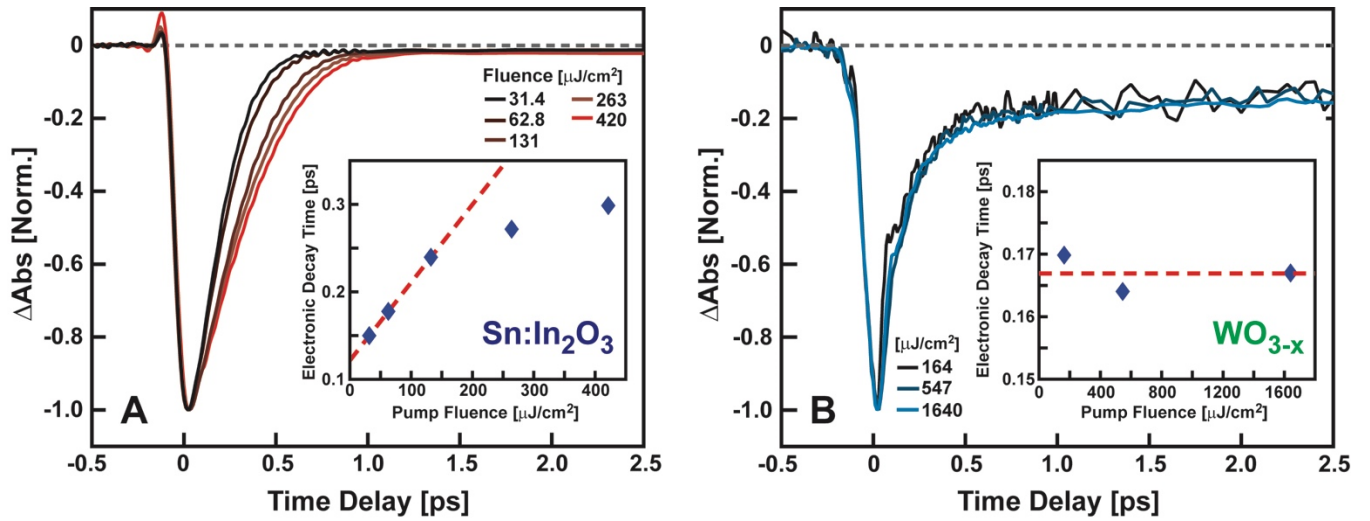 0
-0.2
-0.4
-0.6
-0.8
-1.0
ΔAbs [Norm.]
-0.5 0 0.5 1.0 1.5 2.0 2.5
Time Delay [ps]
A
Fluence [μJ/cm²]
31.4 263
62.8 420
131
Electronic Decay Time [ps]
0.3
0.2
0.1
0 100 200 300 400
Pump Fluence [μJ/cm²]
Sn:In₂O₃
0
-0.2
-0.4
-0.6
-0.8
-1.0
ΔAbs [Norm.]
-0.5 0 0.5 1.0 1.5 2.0 2.5
Time Delay [ps]
B
[μJ/cm²]
164
547
1640
Electronic Decay Time [ps]
0.18
0.17
0.16
0.15
0 400 800 1200 1600
Pump Fluence [μJ/cm²]
WO₃₋ₓ